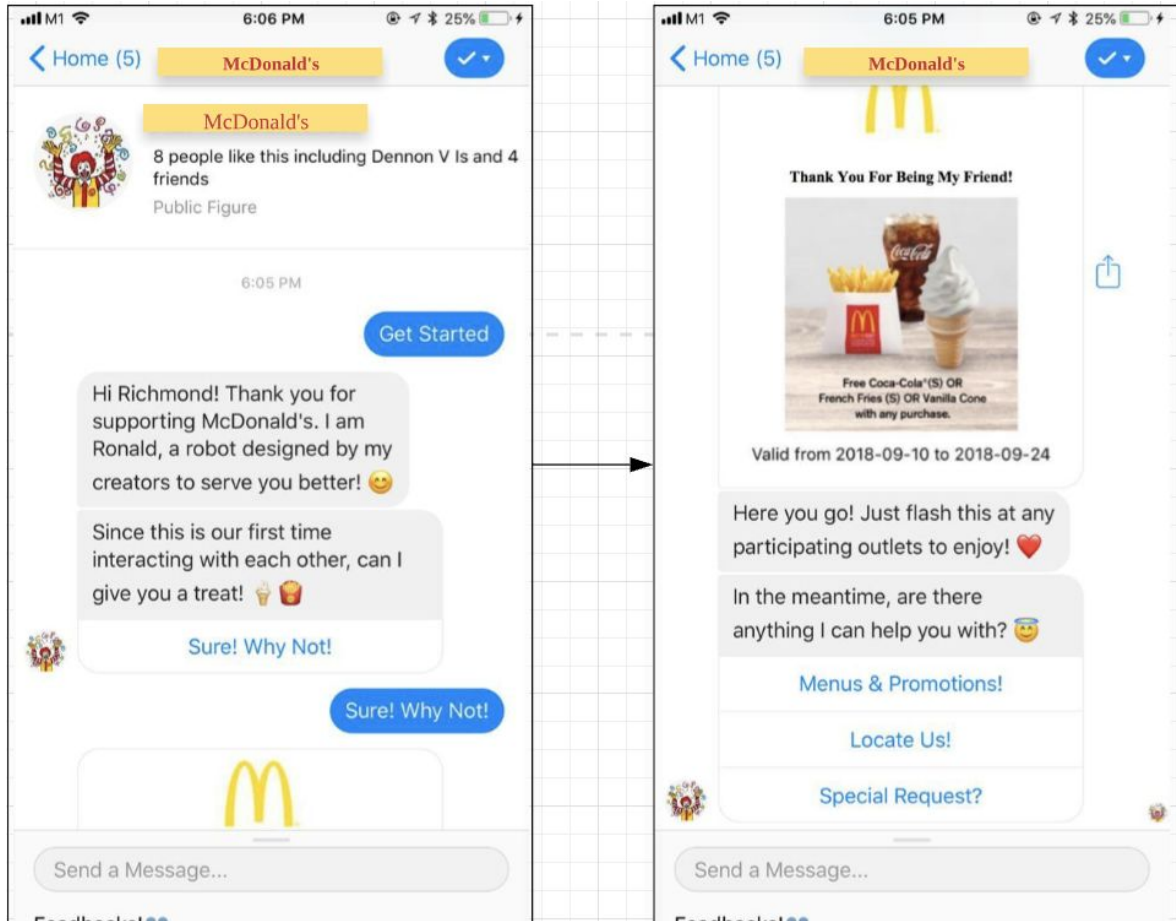 M1 6:06 PM 25%
Home (5) McDonald's
McDonald's
8 people like this including Dennon V Is and 4
friends
Public Figure
6:05 PM
Get Started
Hi Richmond! Thank you for
supporting McDonald's. I am
Ronald, a robot designed by my
creators to serve you better! 😊
Since this is our first time
interacting with each other, can I
give you a treat! 🍦🍟
Sure! Why Not!
Sure! Why Not!
Send a Message...
M1 6:05 PM 25%
Home (5) McDonald's
Thank You For Being My Friend!
Coca-Cola
Free Coca-Cola®(S) OR
French Fries (S) OR Vanilla Cone
with any purchase.
Valid from 2018-09-10 to 2018-09-24
Here you go! Just flash this at any
participating outlets to enjoy! ❤️
In the meantime, are there
anything I can help you with? 😇
Menus & Promotions!
Locate Us!
Special Request?
Send a Message...